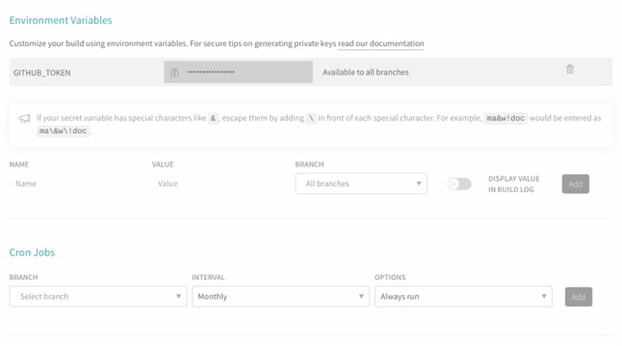 Environment Variables
Customize your build using environment variables. For secure tips on generating private keys read our documentation
GITHUB_TOKEN •••••••••••••••• Available to all branches
If your secret variable has special characters like &, escape them by adding \ in front of each special character. For example, ma&w!doc would be entered as
ma\&w\!doc.
NAME VALUE BRANCH
Name Value All branches DISPLAY VALUE
IN BUILD LOG Add
Cron Jobs
BRANCH INTERVAL OPTIONS
Select branch Monthly Always run Add